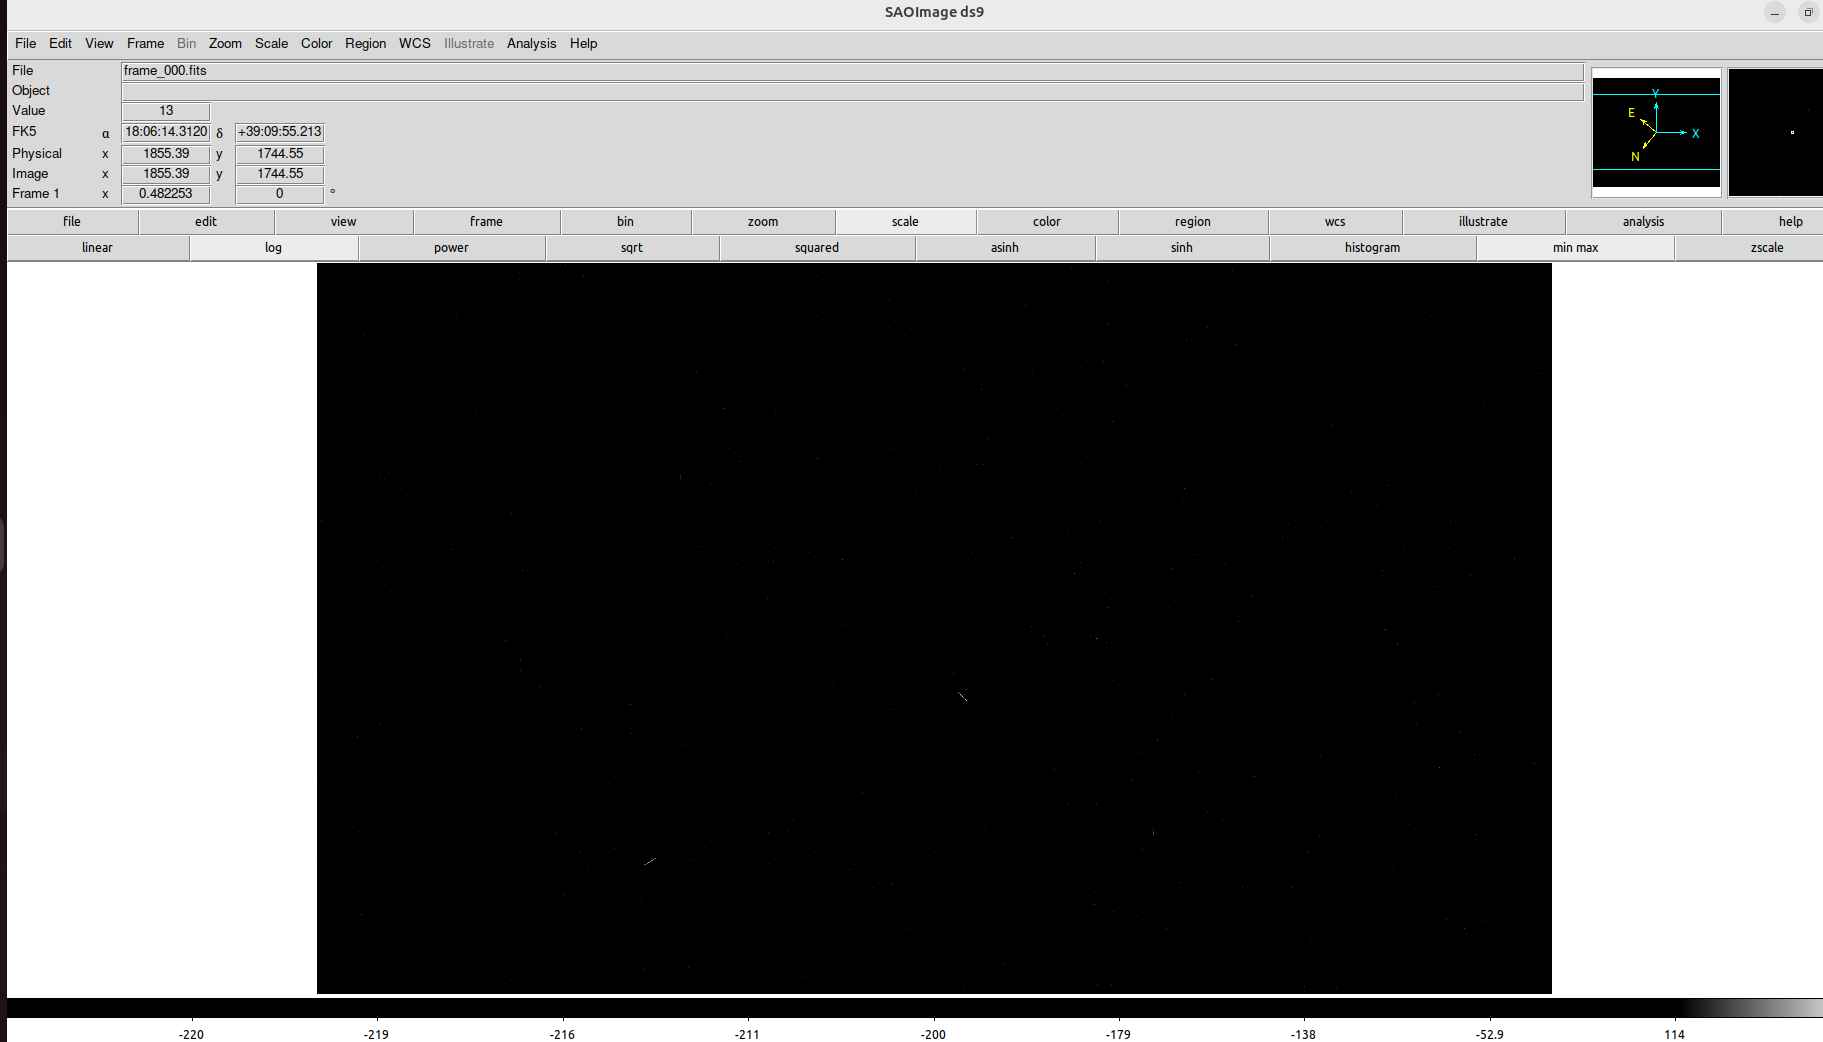 SAOImage ds9
File Edit View Frame Bin Zoom Scale Color Region WCS Illustrate Analysis Help
File frame_000.fits
Object
Value 13
FK5 α 18:06:14.3120 δ +39:09:55.213
Physical x 1855.39 y 1744.55
Image x 1855.39 y 1744.55
Frame 1 x 0.482253 0 °
Y
E
X
N
file edit view frame bin zoom scale color region wcs illustrate analysis help
linear log power sqrt squared asinh sinh histogram min max zscale
-220 -219 -216 -211 -200 -179 -138 -52.9 114